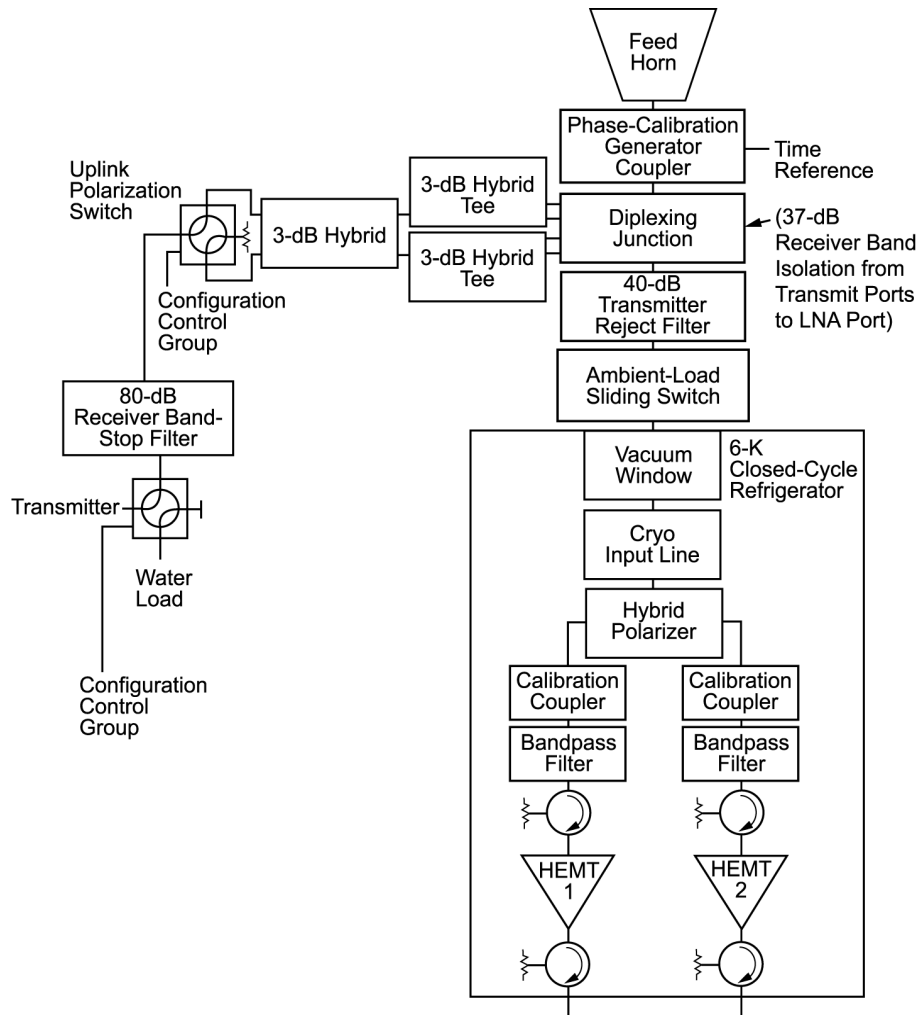 Feed
Horn
Phase-Calibration
Generator
Coupler
Time
Reference
Uplink
Polarization
Switch
3-dB Hybrid
3-dB Hybrid
Tee
3-dB Hybrid
Tee
Diplexing
Junction
(37-dB
Receiver Band
Isolation from
Transmit Ports
to LNA Port)
Configuration
Control
Group
40-dB
Transmitter
Reject Filter
Ambient-Load
Sliding Switch
80-dB
Receiver Band-
Stop Filter
Vacuum
Window
6-K
Closed-Cycle
Refrigerator
Transmitter
Water
Load
Cryo
Input Line
Hybrid
Polarizer
Configuration
Control
Group
Calibration
Coupler
Calibration
Coupler
Bandpass
Filter
Bandpass
Filter
HEMT
1
HEMT
2